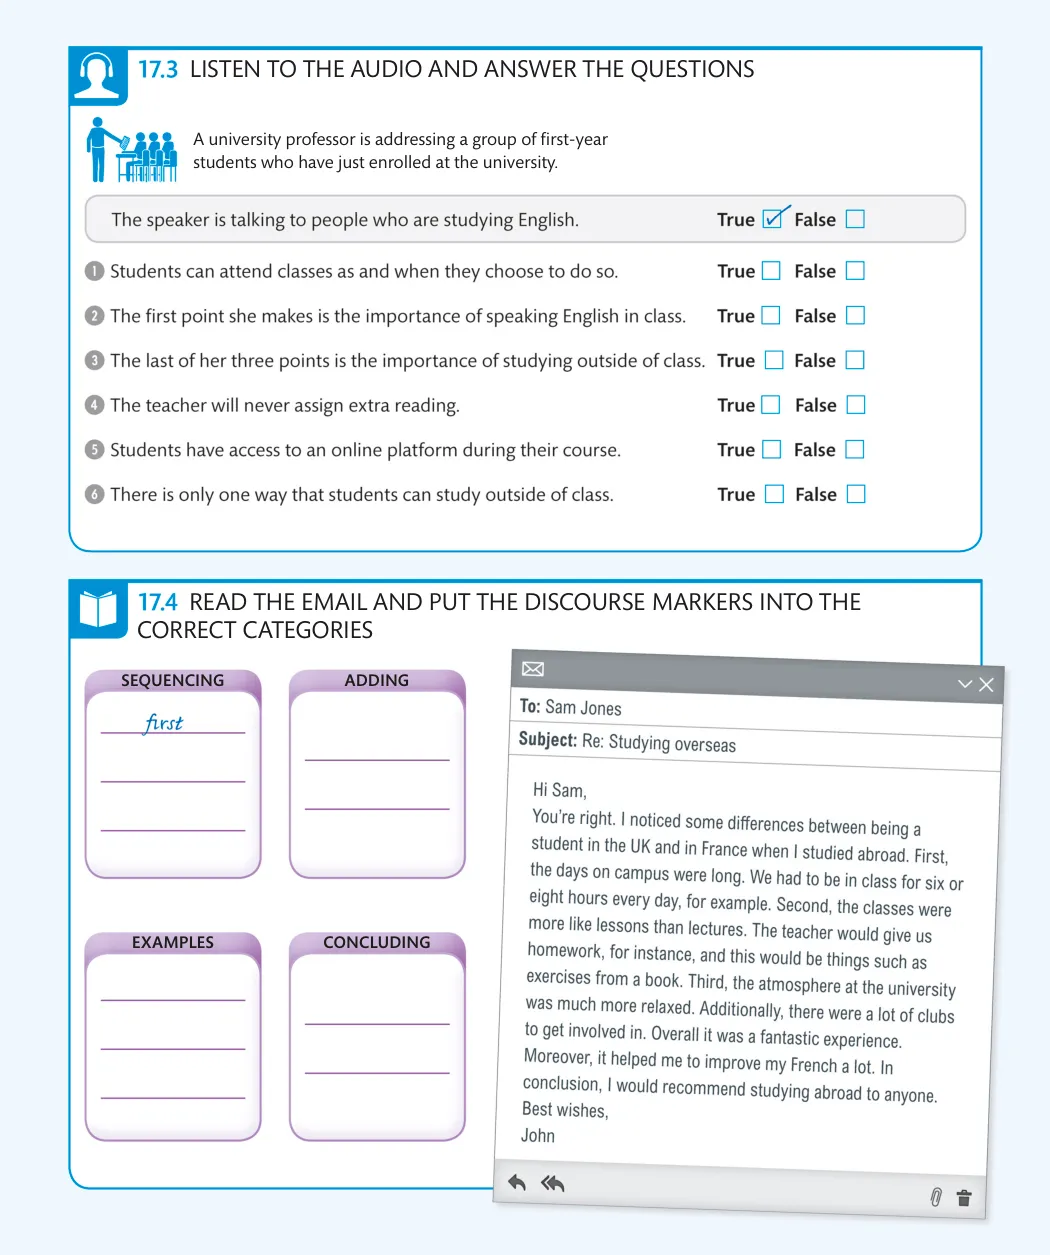 17.3 LISTEN TO THE AUDIO AND ANSWER THE QUESTIONS
A university professor is addressing a group of first-year
students who have just enrolled at the university.
The speaker is talking to people who are studying English. True False
1 Students can attend classes as and when they choose to do so. True False
2 The first point she makes is the importance of speaking English in class. True False
3 The last of her three points is the importance of studying outside of class. True False
4 The teacher will never assign extra reading. True False
5 Students have access to an online platform during their course. True False
6 There is only one way that students can study outside of class. True False
17.4 READ THE EMAIL AND PUT THE DISCOURSE MARKERS INTO THE
CORRECT CATEGORIES
SEQUENCING
first
ADDING
EXAMPLES
CONCLUDING
To: Sam Jones
Subject: Re: Studying overseas
Hi Sam,
You're right. I noticed some differences between being a
student in the UK and in France when I studied abroad. First,
the days on campus were long. We had to be in class for six or
eight hours every day, for example. Second, the classes were
more like lessons than lectures. The teacher would give us
homework, for instance, and this would be things such as
exercises from a book. Third, the atmosphere at the university
was much more relaxed. Additionally, there were a lot of clubs
to get involved in. Overall it was a fantastic experience.
Moreover, it helped me to improve my French a lot. In
conclusion, I would recommend studying abroad to anyone.
Best wishes,
John